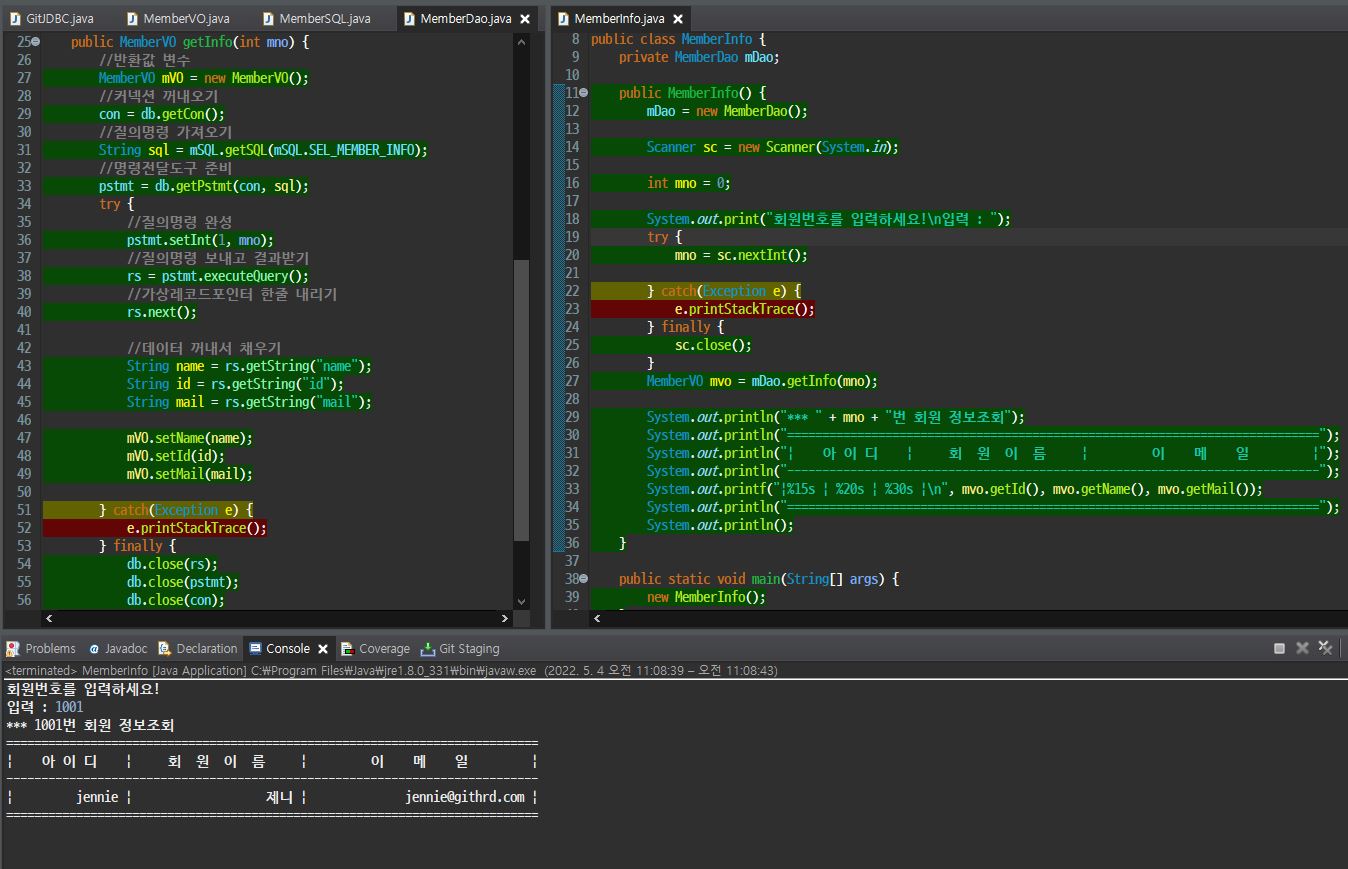 GitJDBC.java MemberVO.java MemberSQL.java MemberDao.java
25 public MemberVO getInfo(int mno) {
26 //반환값 변수
27 MemberVO mVO = new MemberVO();
28 //커넥션 꺼내오기
29 con = db.getCon();
30 //질의명령 가져오기
31 String sql = mSQL.getSQL(mSQL.SEL_MEMBER_INFO);
32 //명령전달도구 준비
33 pstmt = db.getPstmt(con, sql);
34 try {
35 //질의명령 완성
36 pstmt.setInt(1, mno);
37 //질의명령 보내고 결과받기
38 rs = pstmt.executeQuery();
39 //가상레코드포인터 한줄 내리기
40 rs.next();
41
42 //데이터 꺼내서 채우기
43 String name = rs.getString("name");
44 String id = rs.getString("id");
45 String mail = rs.getString("mail");
46
47 mVO.setName(name);
48 mVO.setId(id);
49 mVO.setMail(mail);
50
51 } catch(Exception e) {
52 e.printStackTrace();
53 } finally {
54 db.close(rs);
55 db.close(pstmt);
56 db.close(con);
MemberInfo.java
8 public class MemberInfo {
9 private MemberDao mDao;
10
11 public MemberInfo() {
12 mDao = new MemberDao();
13
14 Scanner sc = new Scanner(System.in);
15
16 int mno = 0;
17
18 System.out.print("회원번호를 입력하세요!\n입력 : ");
19 try {
20 mno = sc.nextInt();
21
22 } catch(Exception e) {
23 e.printStackTrace();
24 } finally {
25 sc.close();
26 }
27 MemberVO mvo = mDao.getInfo(mno);
28
29 System.out.println("*** " + mno + "번 회원 정보조회");
30 System.out.println("============================================================================");
31 System.out.println("¦ 아 이 디 ¦ 회 원 이 름 ¦ 이 메 일 ¦");
32 System.out.println("----------------------------------------------------------------------------");
33 System.out.printf("¦%15s ¦ %20s ¦ %30s ¦\n", mvo.getId(), mvo.getName(), mvo.getMail());
34 System.out.println("============================================================================");
35 System.out.println();
36 }
37
38 public static void main(String[] args) {
39 new MemberInfo();
Problems Javadoc Declaration Console Coverage Git Staging
<terminated> MemberInfo [Java Application] C:₩Program Files₩Java₩jre1.8.0_331₩bin₩javaw.exe (2022. 5. 4 오전 11:08:39 – 오전 11:08:43)
회원번호를 입력하세요!
입력 : 1001
*** 1001번 회원 정보조회
============================================================================
¦ 아 이 디 ¦ 회 원 이 름 ¦ 이 메 일 ¦
----------------------------------------------------------------------------
¦ jennie ¦ 제니 ¦ jennie@githrd.com ¦
============================================================================